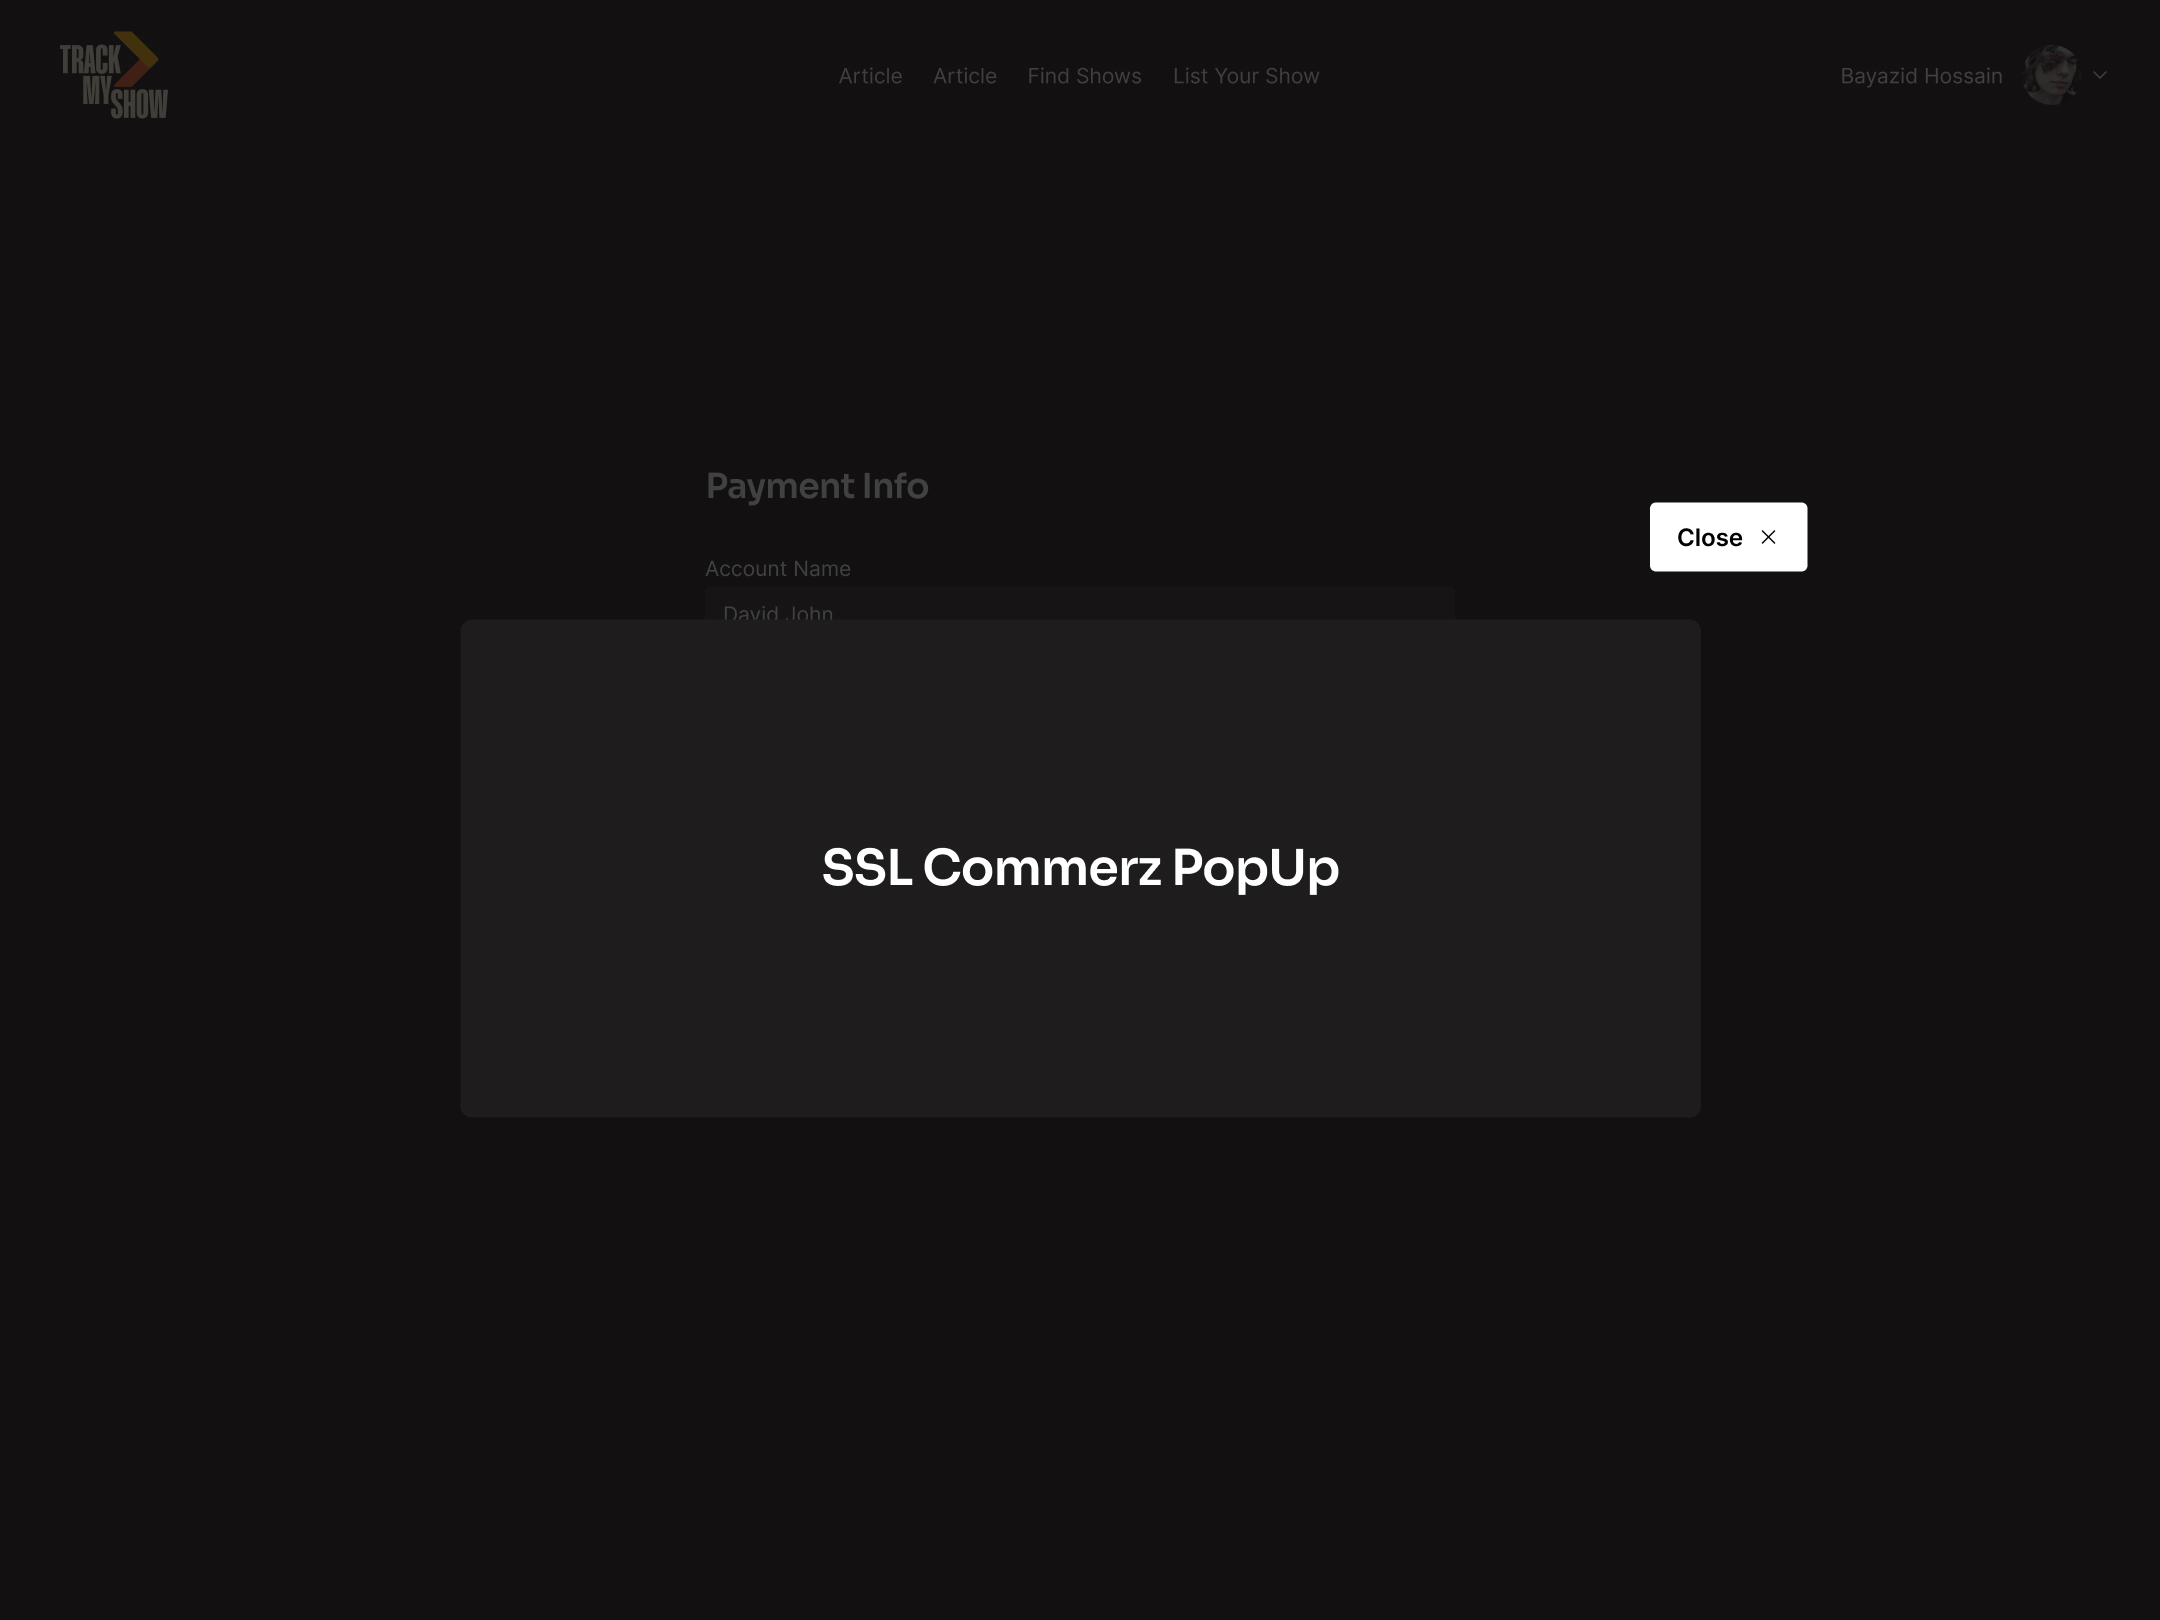 TRACK
MY
SHOW
Article
Article
Find Shows
List Your Show
Bayazid Hossain
Payment Info
Close
Account Name
David John
SSL Commerz PopUp